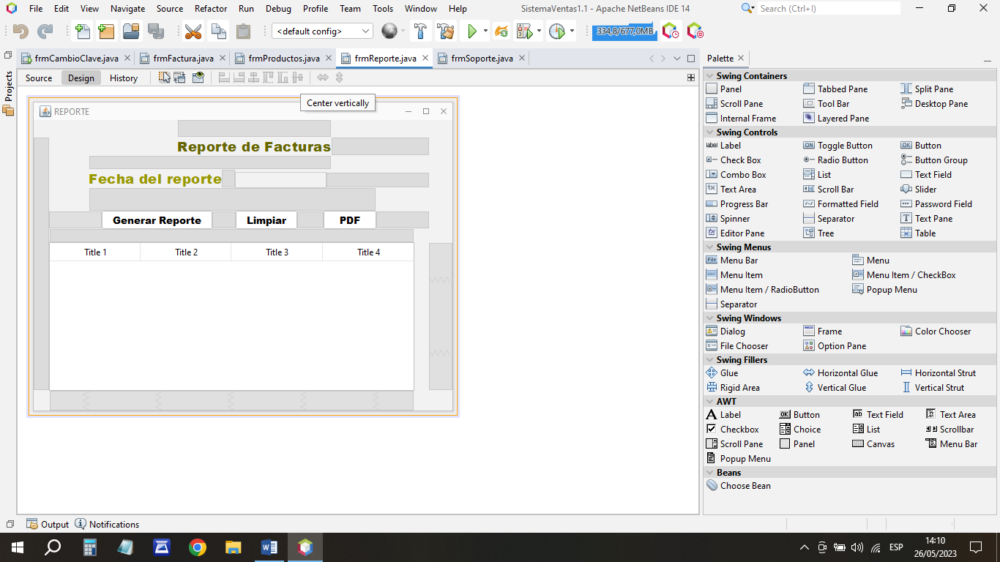 File Edit View Navigate Source Refactor Run Debug Profile Team Tools Window Help SistemaVentas1.1 - Apache NetBeans IDE 14 Search (Ctrl+I)
<default config> 334,8/677,0MB
frmCambioClave.java frmFactura.java frmProductos.java frmReporte.java frmSoporte.java Palette
Source Design History
Projects
Center vertically
REPORTE
Reporte de Facturas
Fecha del reporte
Generar Reporte Limpiar PDF
Title 1 Title 2 Title 3 Title 4
Swing Containers
Panel Tabbed Pane Split Pane
Scroll Pane Tool Bar Desktop Pane
Internal Frame Layered Pane
Swing Controls
label Label ON Toggle Button OK Button
Check Box Radio Button Button Group
Combo Box List Text Field
Text Area Scroll Bar Slider
Progress Bar Formatted Field Password Field
Spinner Separator T Text Pane
Editor Pane Tree Table
Swing Menus
File Menu Bar Menu
Menu Item Menu Item / CheckBox
Menu Item / RadioButton Popup Menu
Separator
Swing Windows
Dialog Frame Color Chooser
File Chooser Option Pane
Swing Fillers
Glue Horizontal Glue Horizontal Strut
Rigid Area Vertical Glue Vertical Strut
AWT
A Label OK Button Text Field Text Area
Checkbox Choice List Scrollbar
Scroll Pane Panel Canvas Menu Bar
Popup Menu
Beans
Choose Bean
Output Notifications
ESP 14:10
26/05/2023